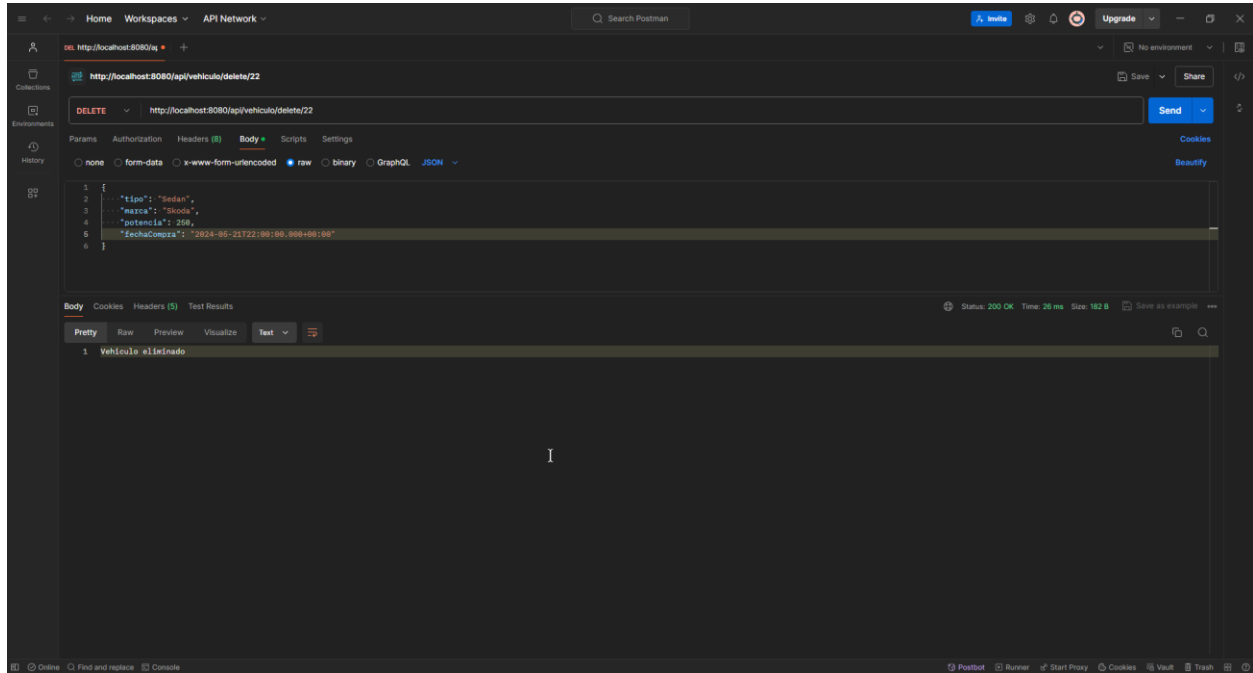 Home Workspaces API Network Search Postman Invite Upgrade
DEL http://localhost:8080/ap No environment
http://localhost:8080/api/vehiculo/delete/22 Save Share
Collections
DELETE http://localhost:8080/api/vehiculo/delete/22 Send
Environments
Params Authorization Headers (8) Body Scripts Settings Cookies
History
none form-data x-www-form-urlencoded raw binary GraphQL JSON Beautify
1 {
2 "tipo": "Sedan",
3 "marca": "Skoda",
4 "potencia": 250,
5 "fechaCompra": "2024-05-21T22:00:00.000+00:00"
6 }
Body Cookies Headers (5) Test Results Status: 200 OK Time: 26 ms Size: 182 B Save as example
Pretty Raw Preview Visualize Text
1 Vehiculo eliminado
Online Find and replace Console Postbot Runner Start Proxy Cookies Vault Trash